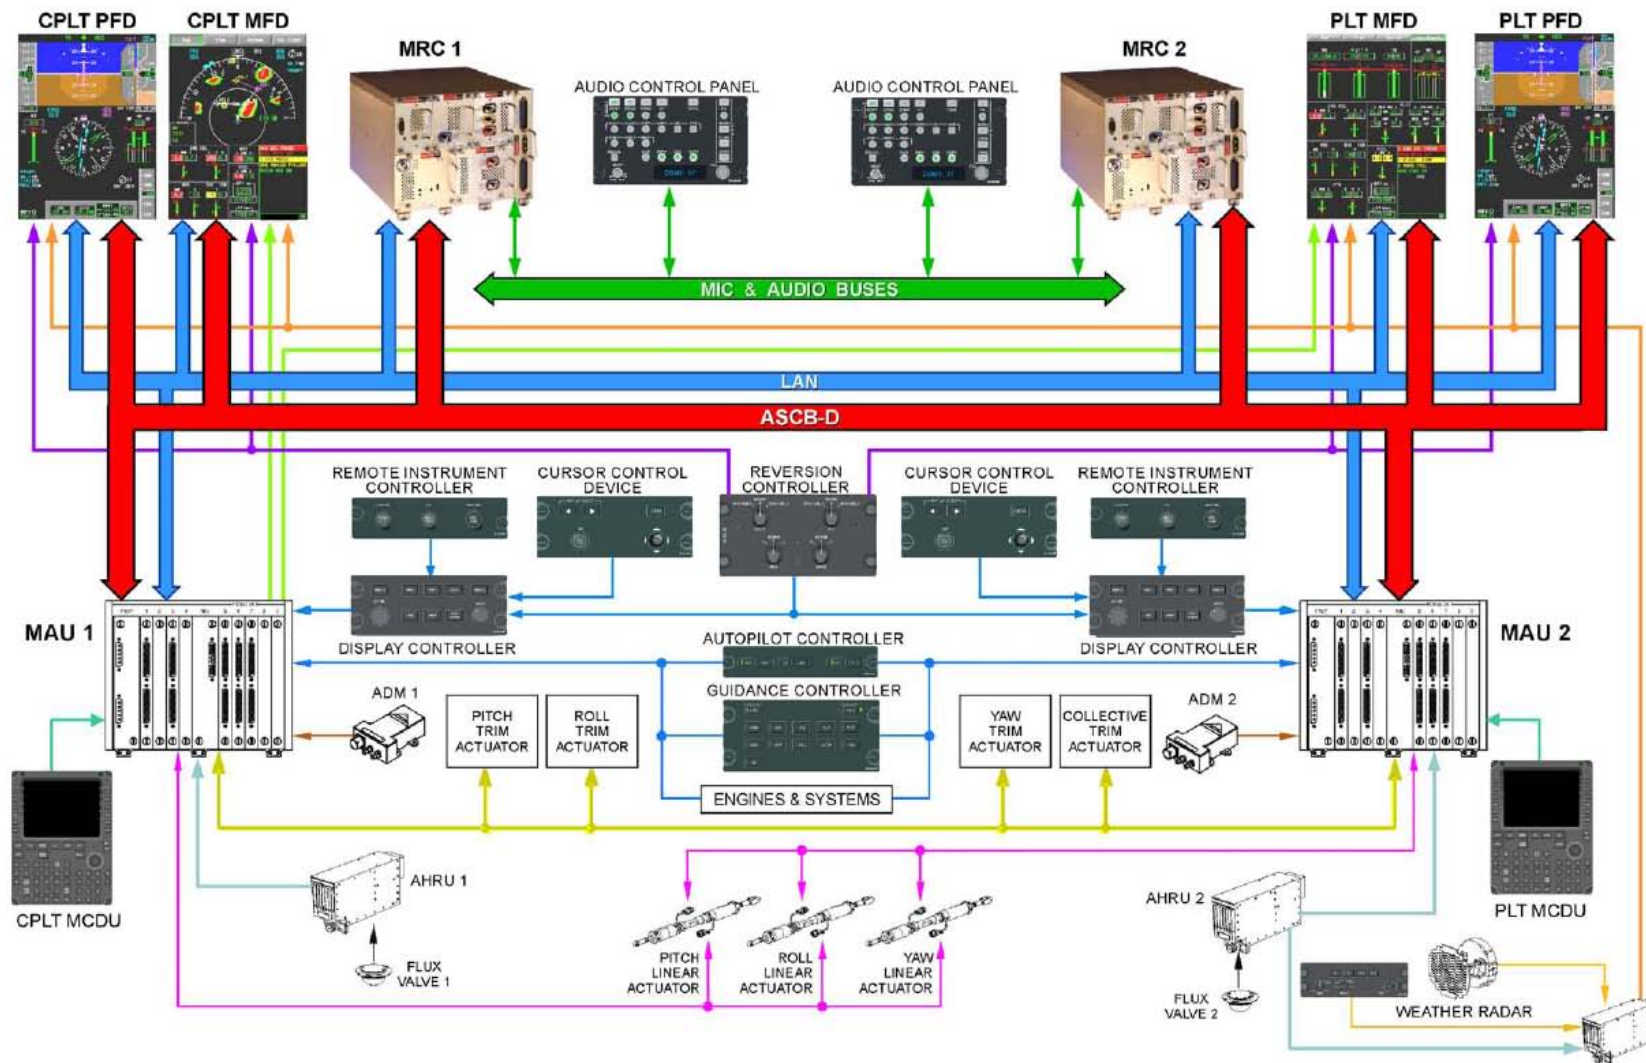 CPLT PFD
CPLT MFD
MRC 1
MRC 2
PLT MFD
PLT PFD
AUDIO CONTROL PANEL
AUDIO CONTROL PANEL
MIC & AUDIO BUSES
LAN
ASCB-D
REMOTE INSTRUMENT
CONTROLLER
CURSOR CONTROL
DEVICE
REVERSION
CONTROLLER
CURSOR CONTROL
DEVICE
REMOTE INSTRUMENT
CONTROLLER
MAU 1
MAU 2
DISPLAY CONTROLLER
AUTOPILOT CONTROLLER
DISPLAY CONTROLLER
GUIDANCE CONTROLLER
ADM 1
PITCH
TRIM
ACTUATOR
ROLL
TRIM
ACTUATOR
YAW
TRIM
ACTUATOR
COLLECTIVE
TRIM
ACTUATOR
ADM 2
ENGINES & SYSTEMS
CPLT MCDU
AHRU 1
FLUX
VALVE 1
PITCH
LINEAR
ACTUATOR
ROLL
LINEAR
ACTUATOR
YAW
LINEAR
ACTUATOR
AHRU 2
FLUX
VALVE 2
PLT MCDU
WEATHER RADAR